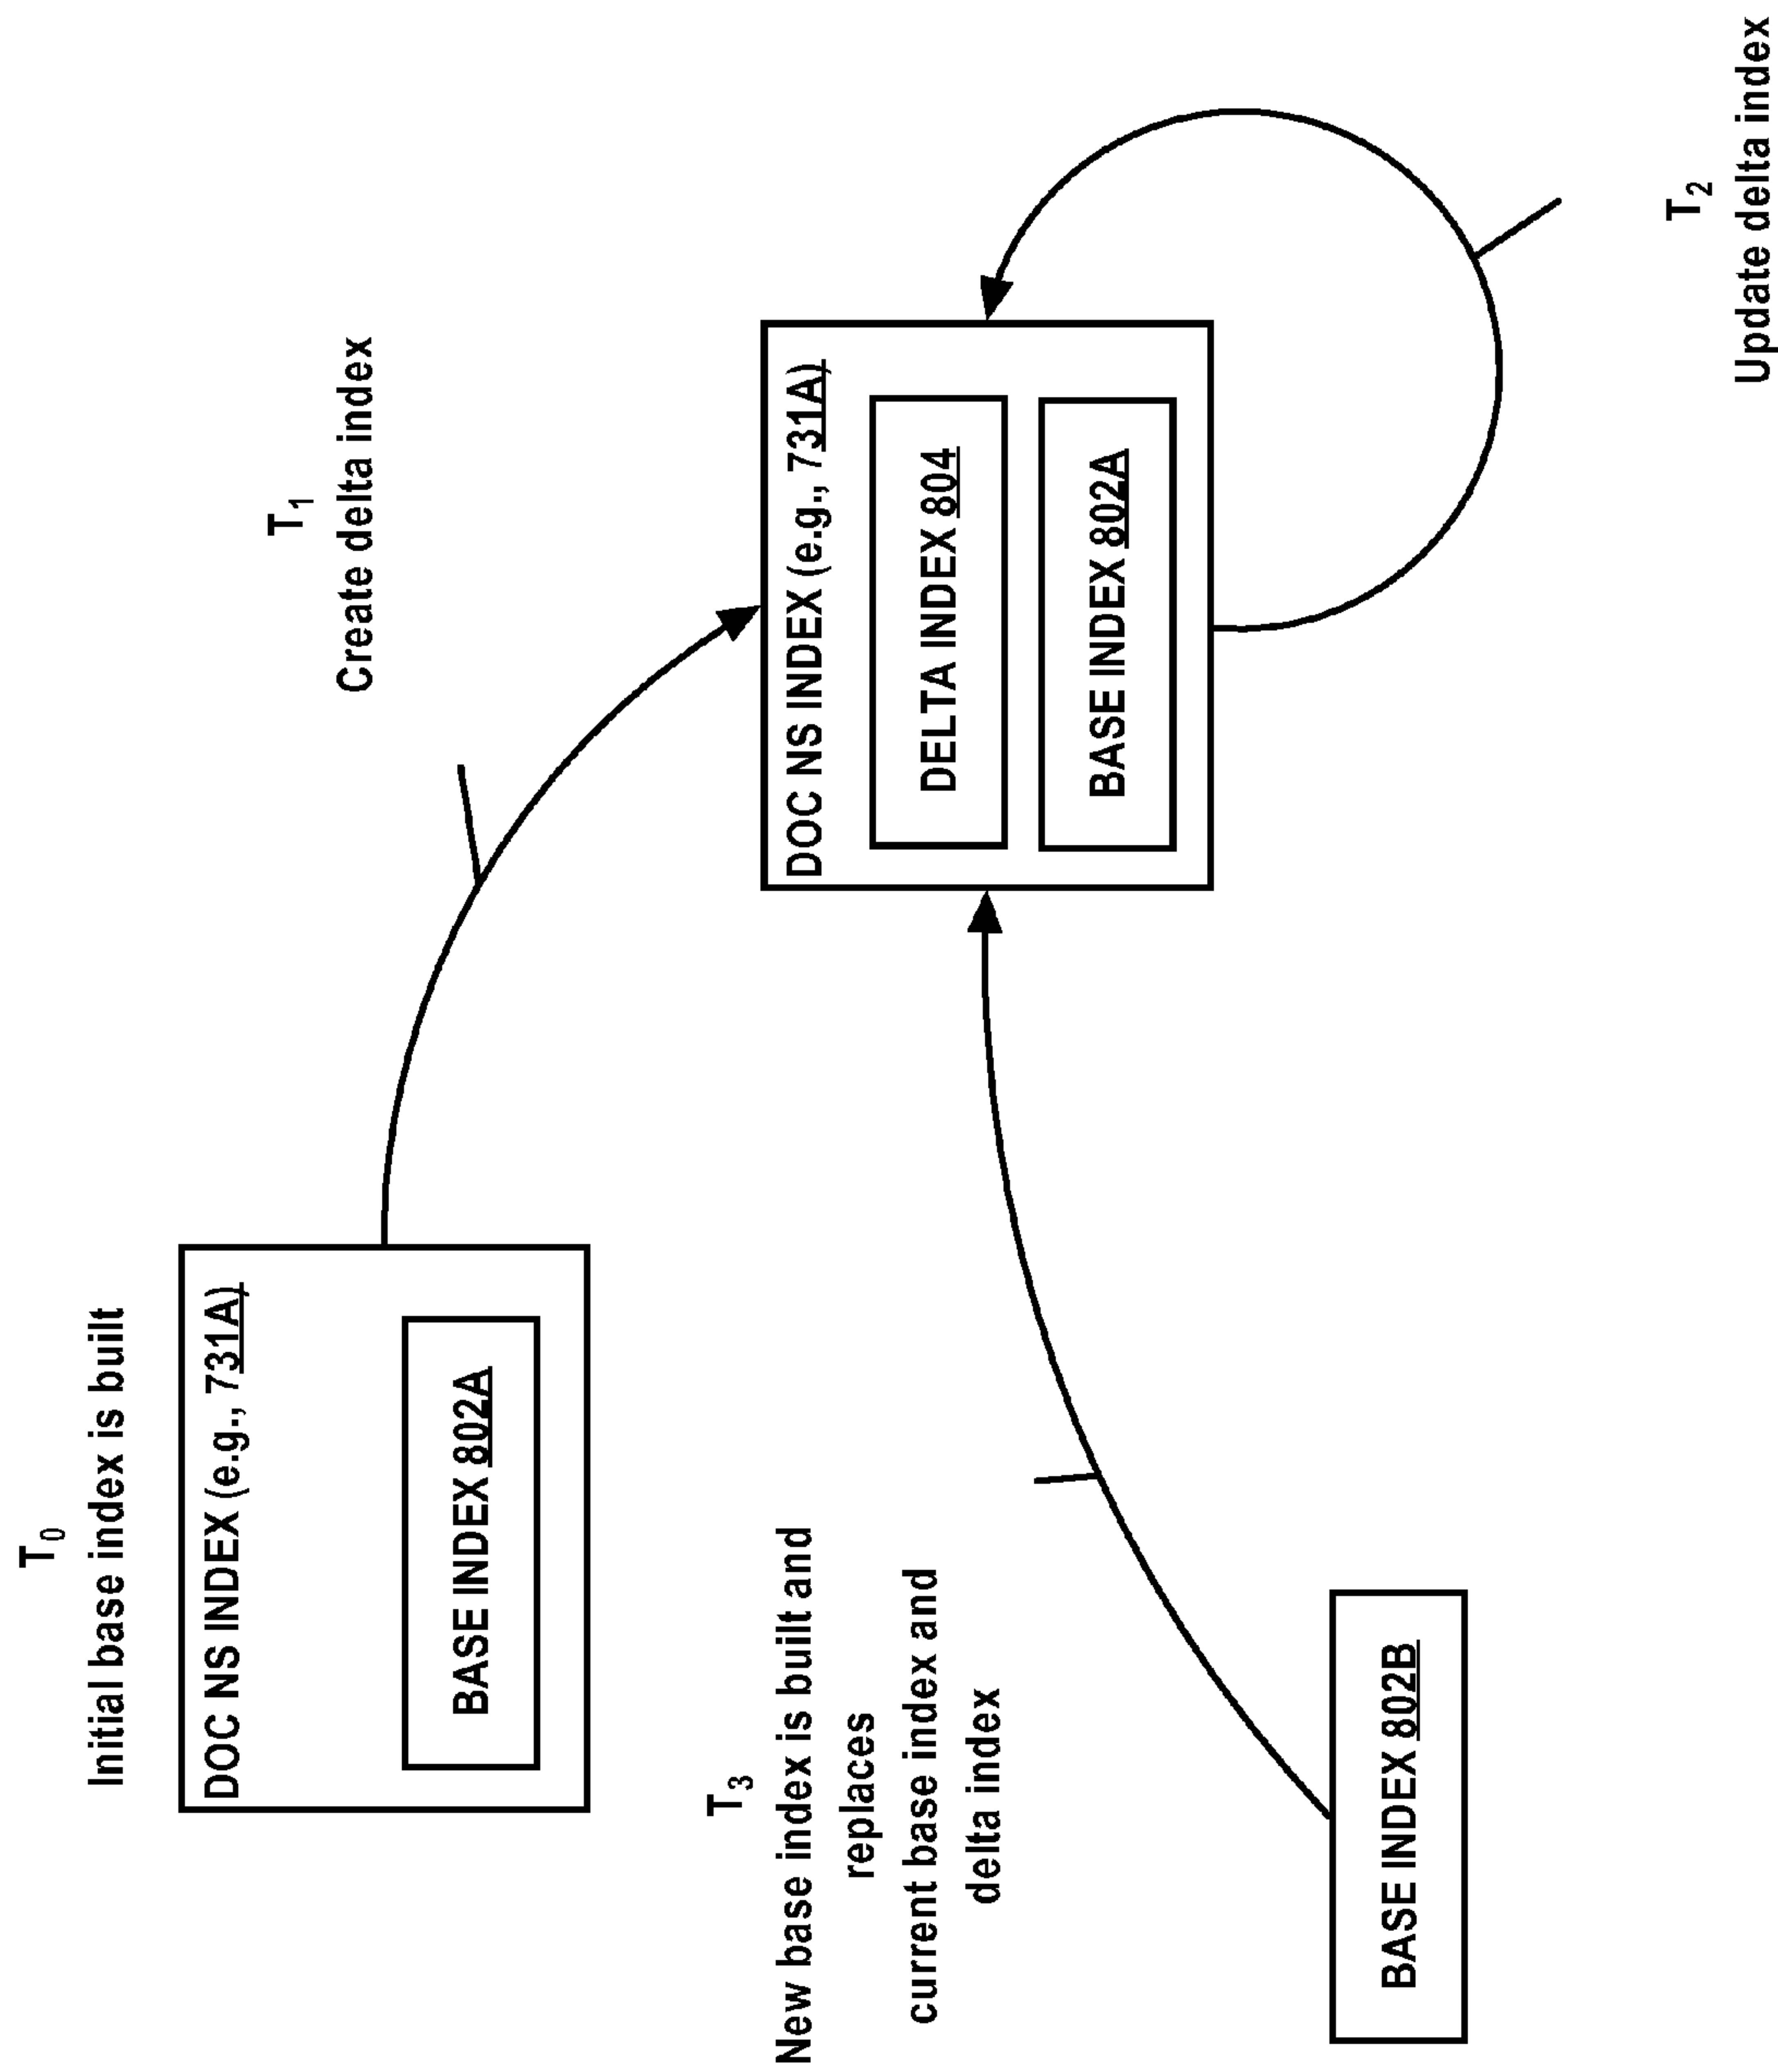 T0
Initial base index is built
DOC NS INDEX (e.g., 731A)
BASE INDEX 802A
T1
Create delta index
DOC NS INDEX (e.g., 731A)
DELTA INDEX 804
BASE INDEX 802A
T2
Update delta index
T3
New base index is built and
replaces
current base index and
delta index
BASE INDEX 802B